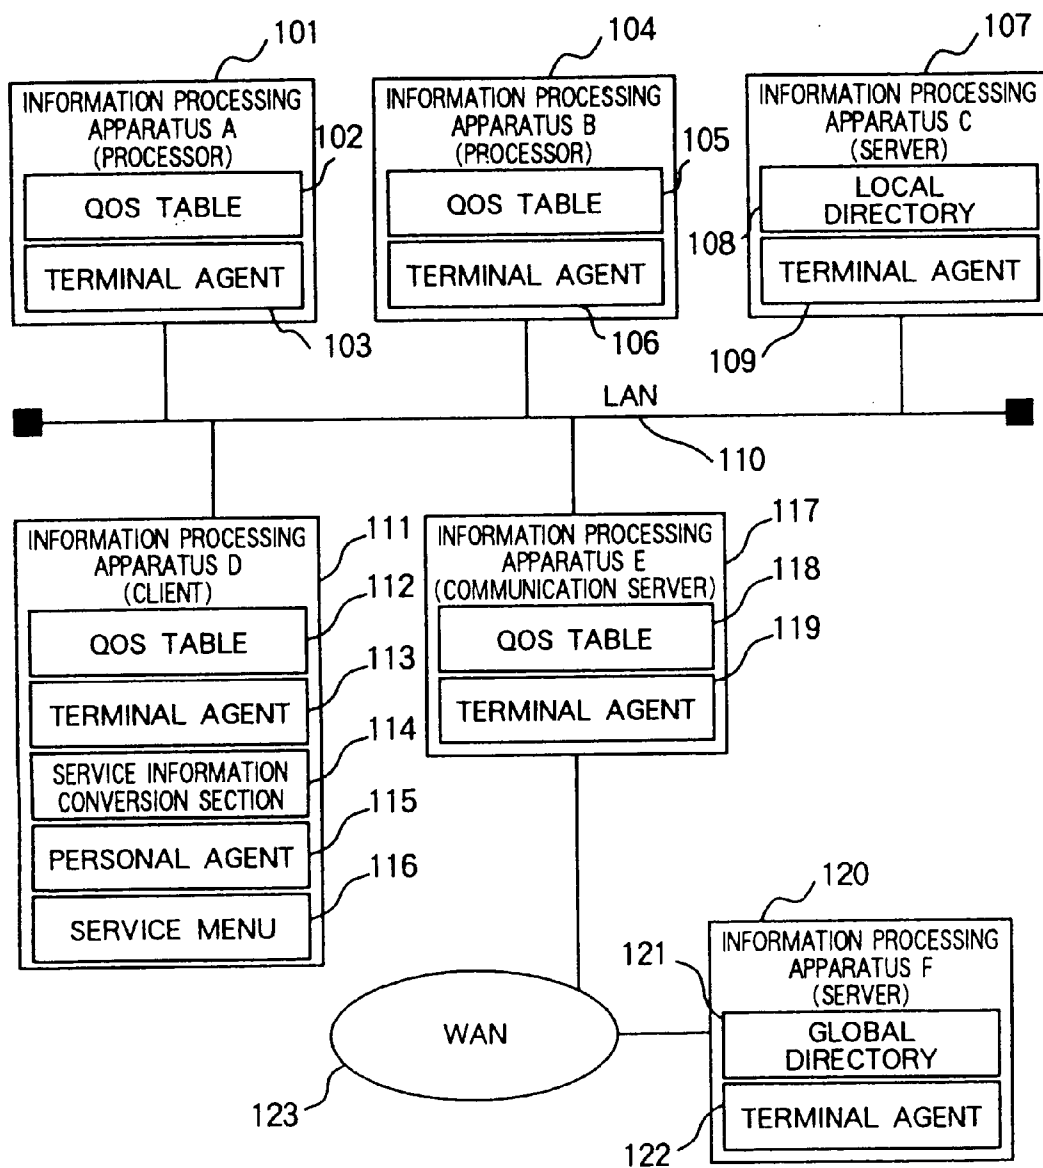 101
INFORMATION PROCESSING
APPARATUS A
(PROCESSOR)
102
QOS TABLE
TERMINAL AGENT
103
104
INFORMATION PROCESSING
APPARATUS B
(PROCESSOR)
105
QOS TABLE
TERMINAL AGENT
106
107
INFORMATION PROCESSING
APPARATUS C
(SERVER)
LOCAL
DIRECTORY
108
TERMINAL AGENT
109
LAN
110
INFORMATION PROCESSING
APPARATUS D
(CLIENT)
111
112
QOS TABLE
113
TERMINAL AGENT
114
SERVICE INFORMATION
CONVERSION SECTION
115
PERSONAL AGENT
116
SERVICE MENU
INFORMATION PROCESSING
APPARATUS E
(COMMUNICATION SERVER)
117
118
QOS TABLE
119
TERMINAL AGENT
WAN
123
120
INFORMATION PROCESSING
APPARATUS F
(SERVER)
121
GLOBAL
DIRECTORY
TERMINAL AGENT
122